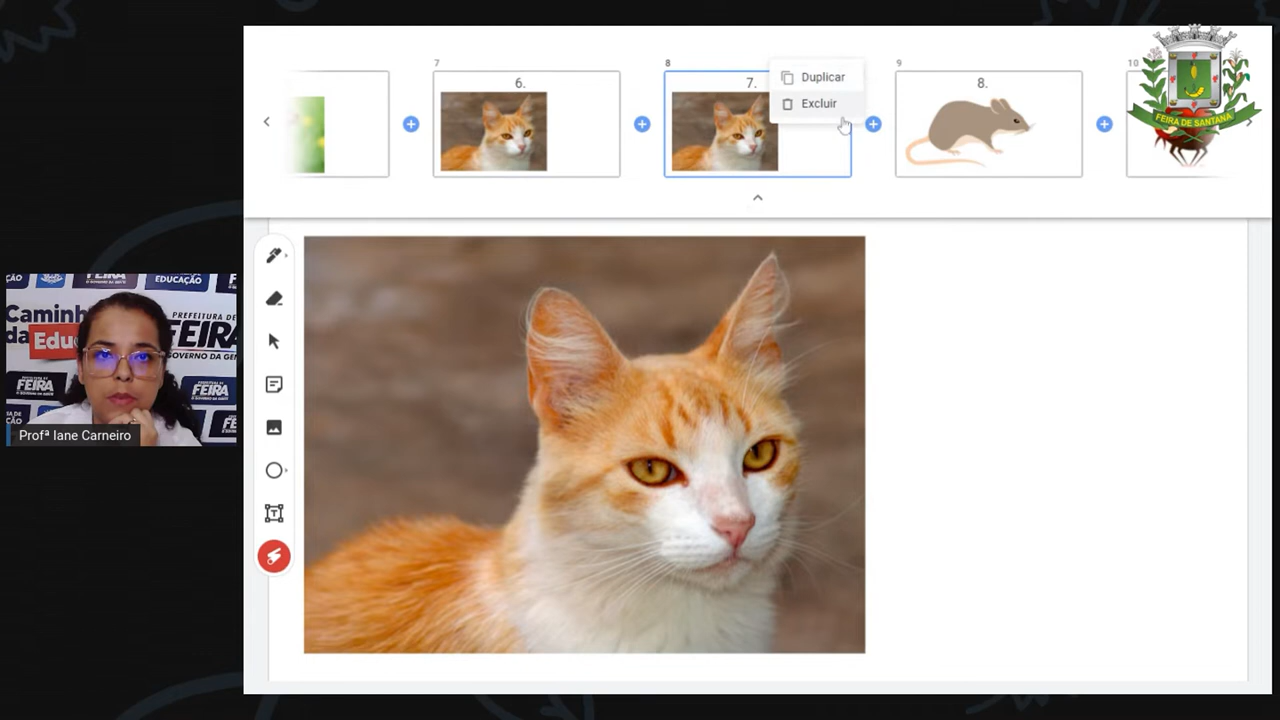 7
8
9
10
6.
7.
8.
Duplicar
Excluir
FEIRA DE SANTANA
T
EDUCAÇÃO
Caminh
da Edu
PREFEITURA DE
FEIRA
GOVERNO DA GEN
FEIRA
FEIRA
Profª Iane Carneiro